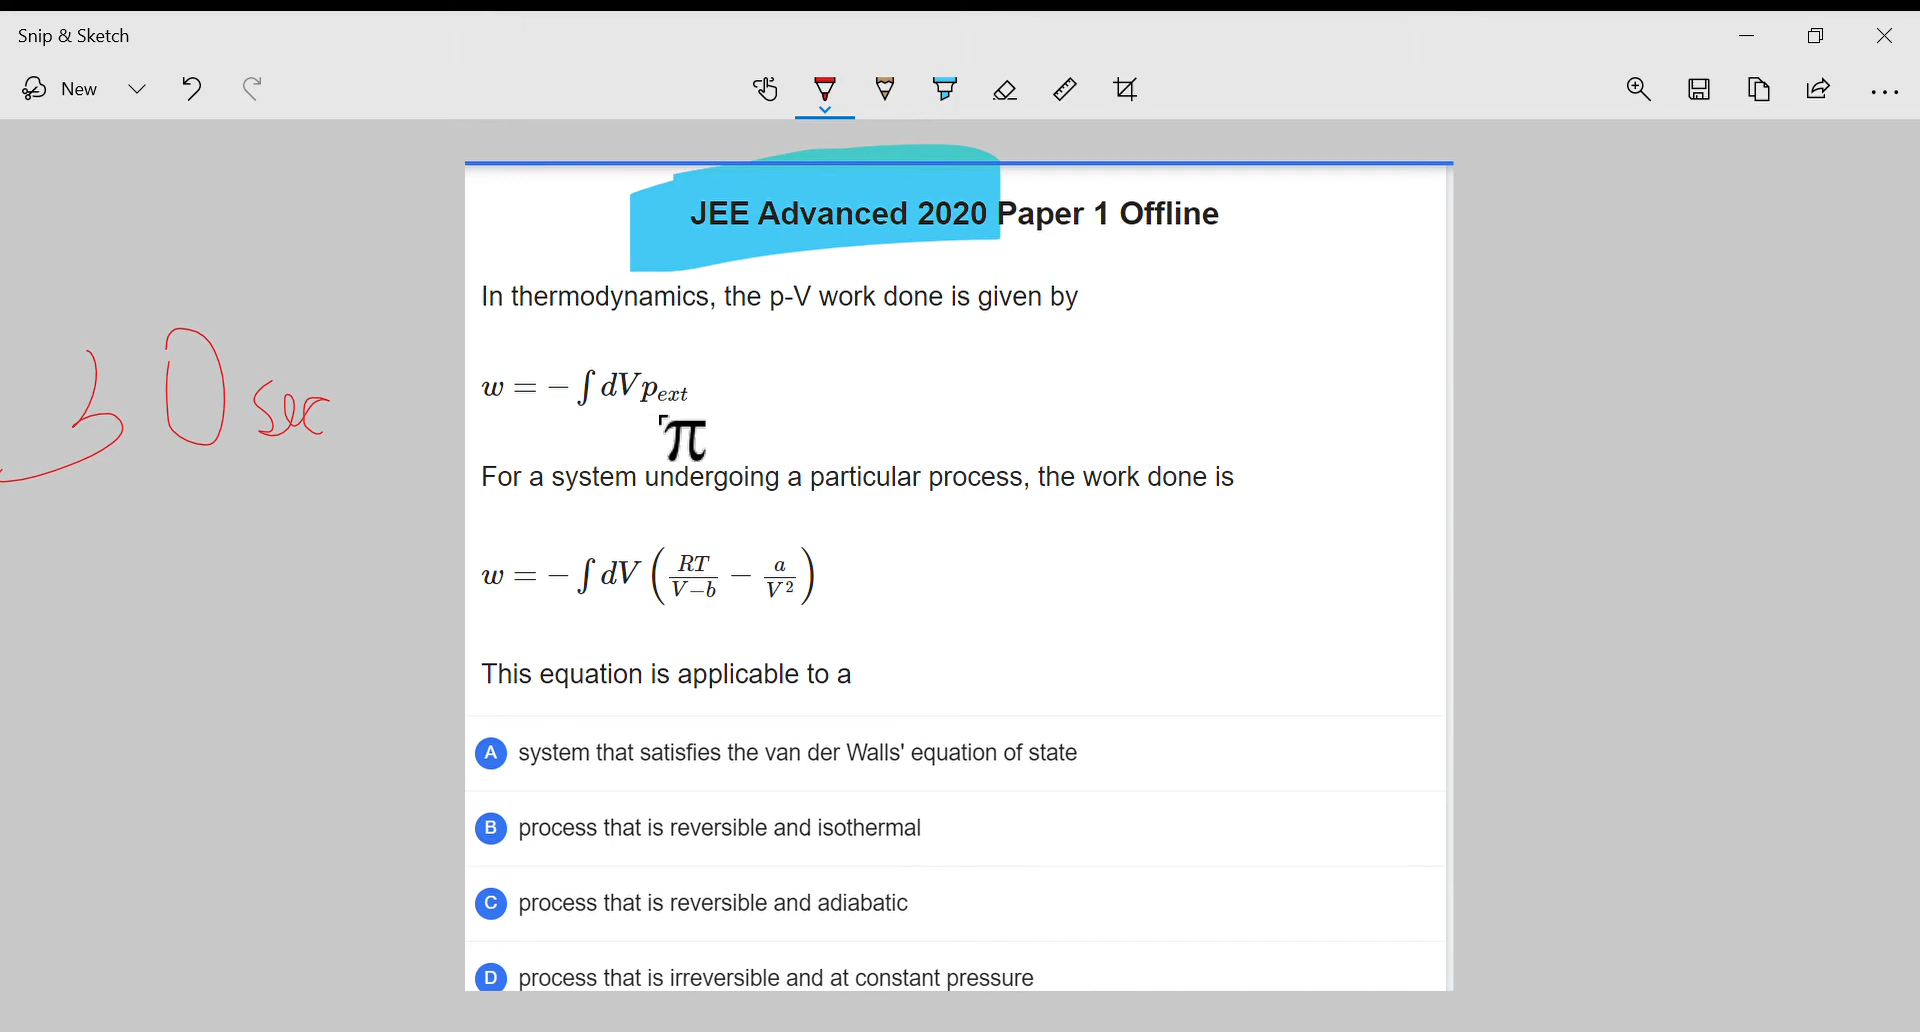 Snip & Sketch
New
JEE Advanced 2020 Paper 1 Offline
In thermodynamics, the p-V work done is given by
w = − ∫ dVp_ext
π
30 sec
For a system undergoing a particular process, the work done is
w = − ∫ dV (RT/(V−b) − a/V²)
This equation is applicable to a
A system that satisfies the van der Walls' equation of state
B process that is reversible and isothermal
C process that is reversible and adiabatic
D process that is irreversible and at constant pressure